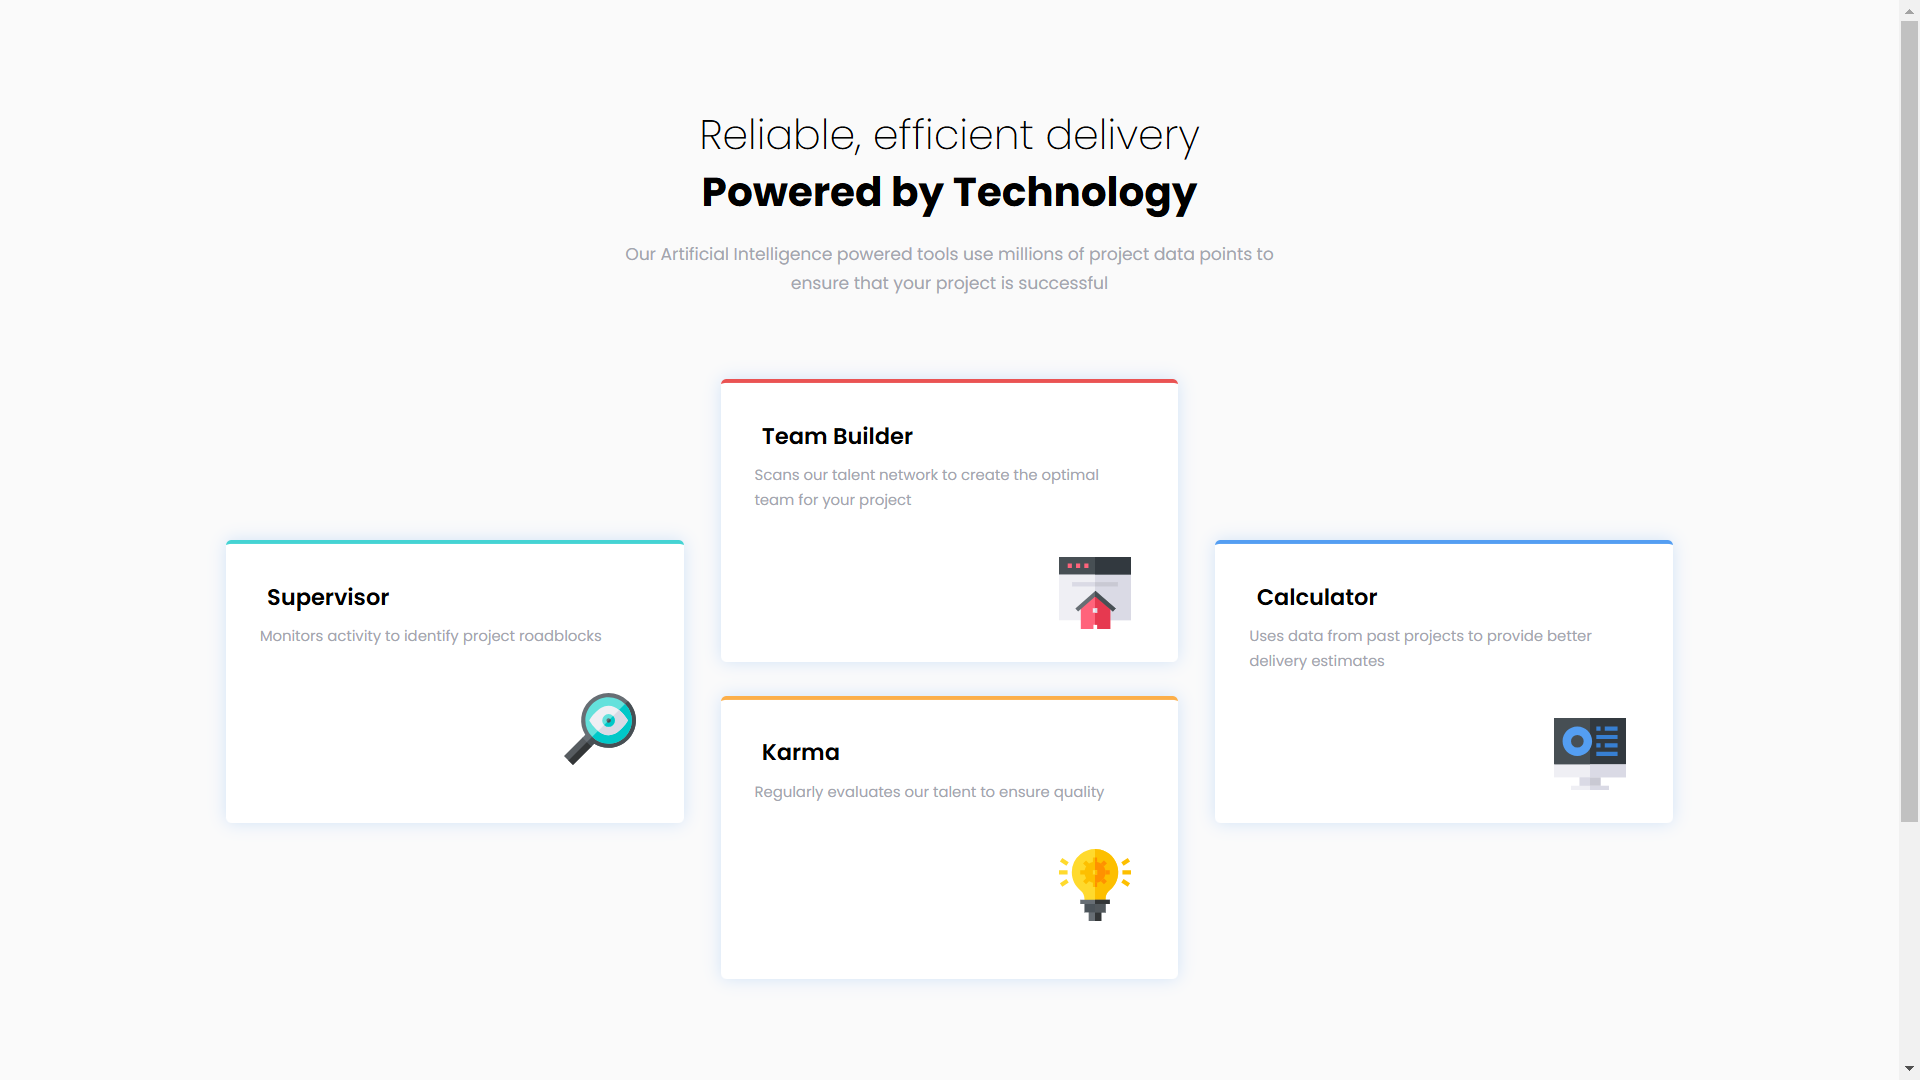 Reliable, efficient delivery
Powered by Technology
Our Artificial Intelligence powered tools use millions of project data points to
ensure that your project is successful
Team Builder
Scans our talent network to create the optimal
team for your project
Supervisor
Monitors activity to identify project roadblocks
Calculator
Uses data from past projects to provide better
delivery estimates
Karma
Regularly evaluates our talent to ensure quality